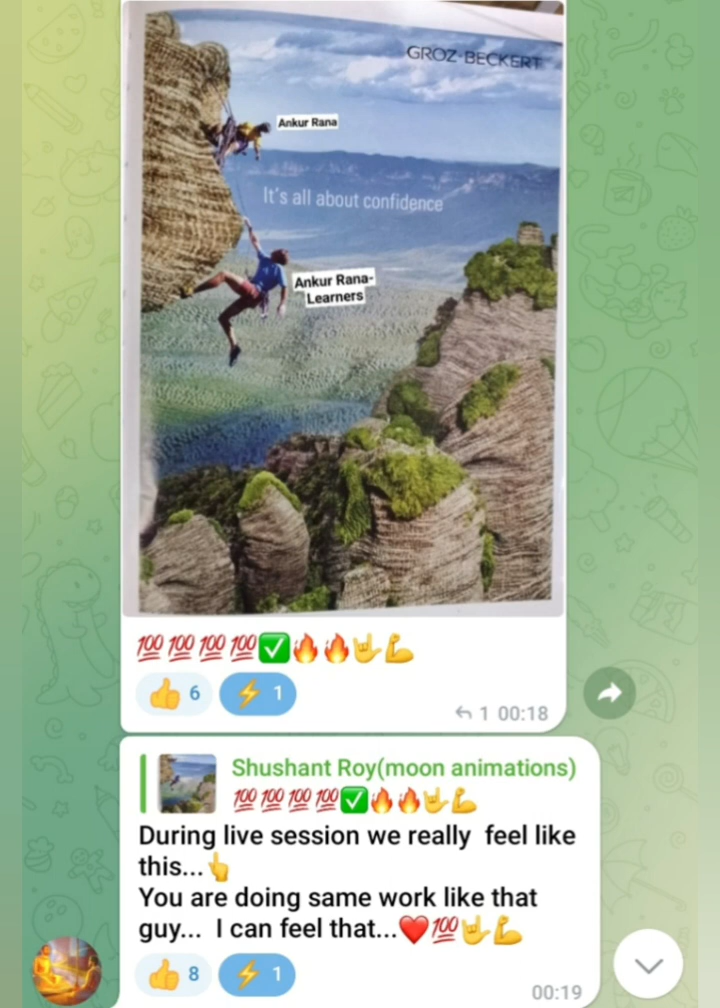 GROZ-BECKERT
Ankur Rana
It's all about confidence
Ankur Rana-
Learners
💯💯💯💯✅🔥🔥🤟💪
👍 6 ⚡ 1
1 00:18
Shushant Roy(moon animations)
💯💯💯💯✅🔥🔥🤟💪
During live session we really feel like
this...👆
You are doing same work like that
guy... I can feel that...❤️💯🤟💪
👍 8 ⚡ 1
00:19